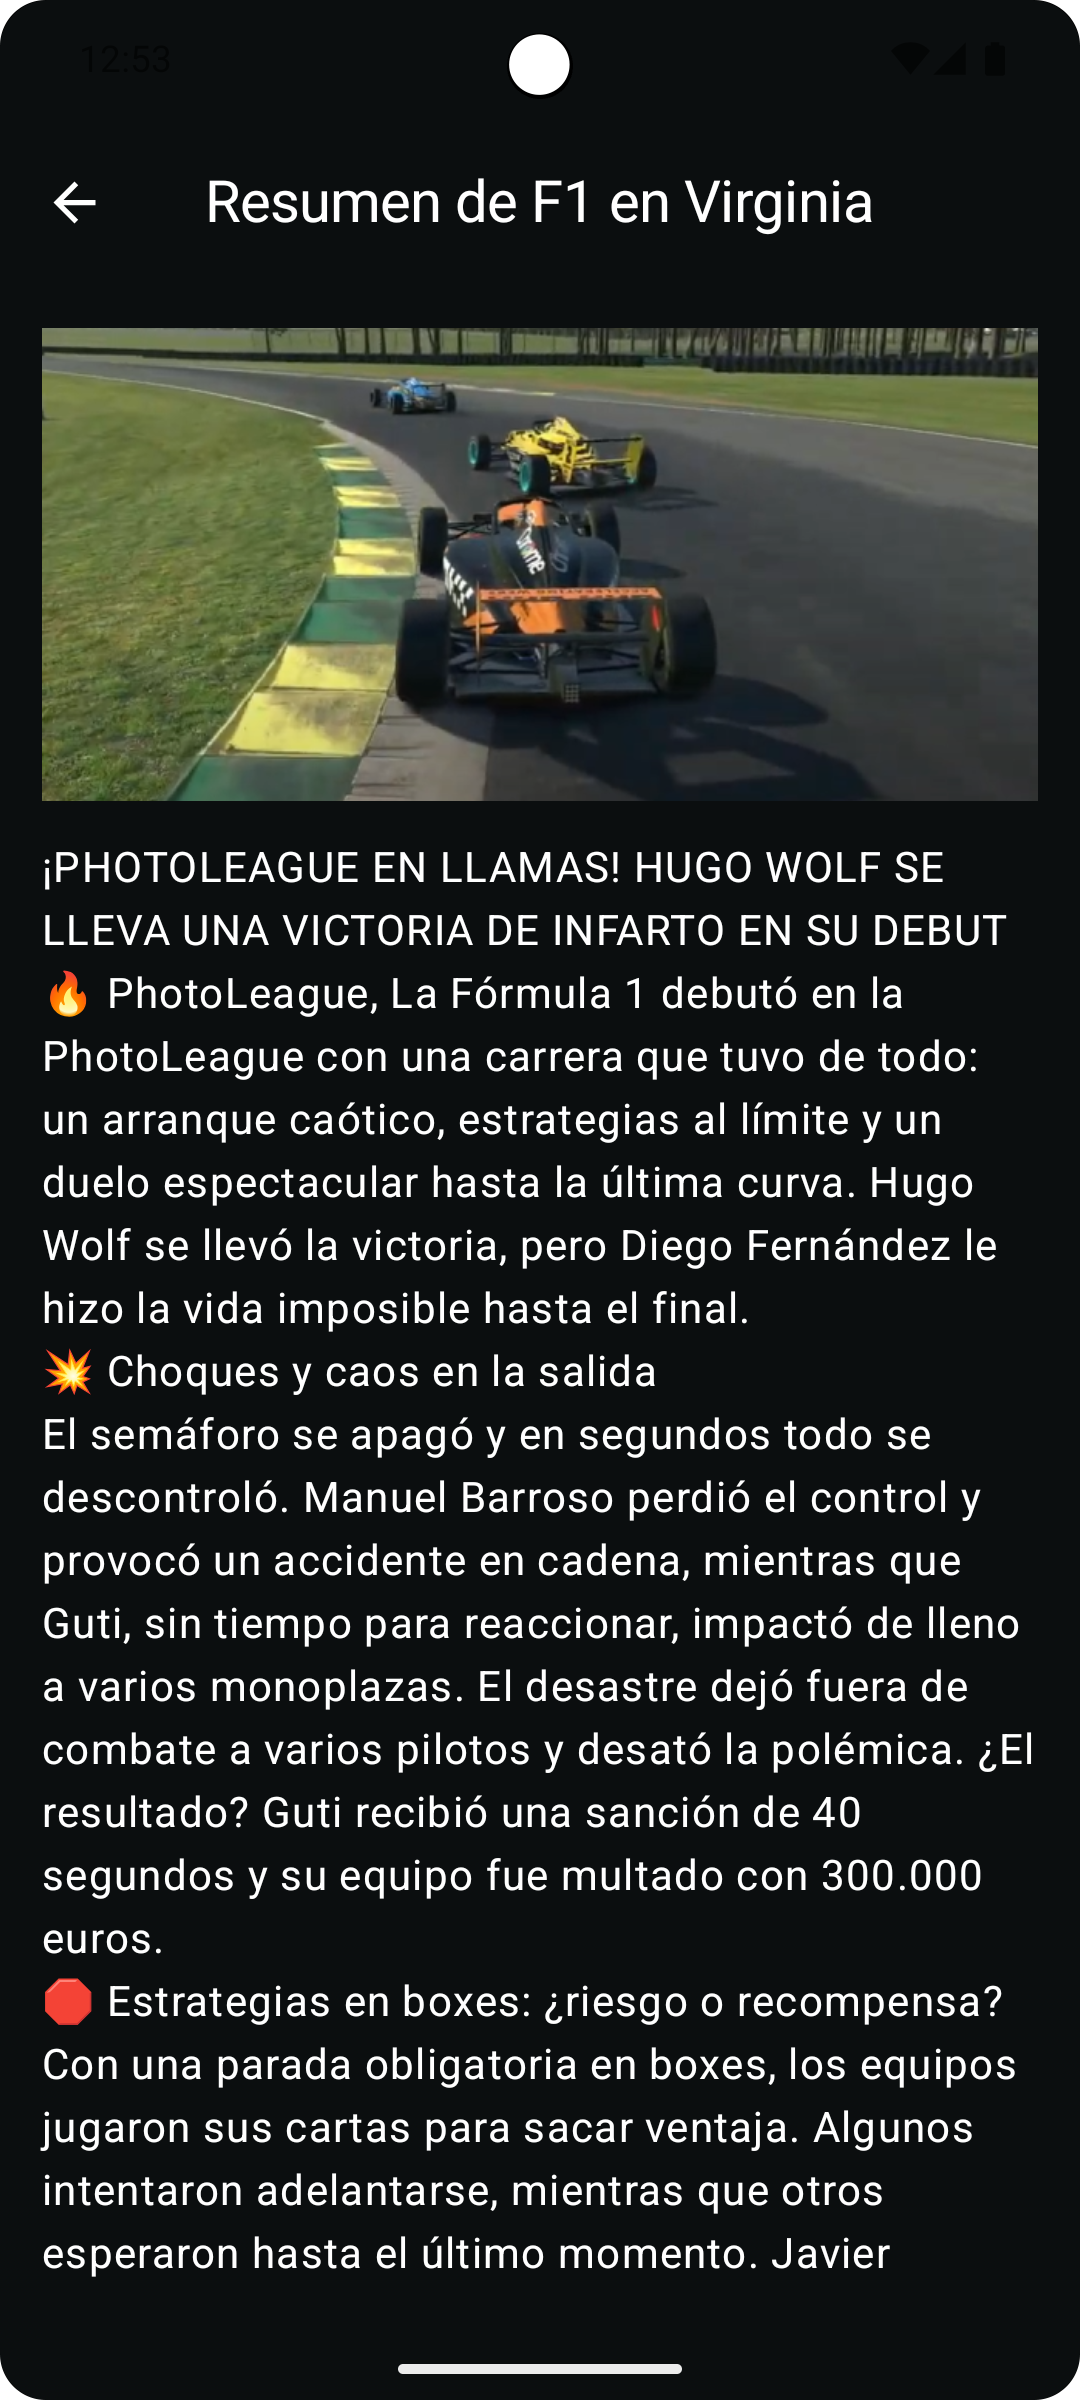 12:53
Resumen de F1 en Virginia
chrome
¡PHOTOLEAGUE EN LLAMAS! HUGO WOLF SE
LLEVA UNA VICTORIA DE INFARTO EN SU DEBUT
🔥 PhotoLeague, La Fórmula 1 debutó en la
PhotoLeague con una carrera que tuvo de todo:
un arranque caótico, estrategias al límite y un
duelo espectacular hasta la última curva. Hugo
Wolf se llevó la victoria, pero Diego Fernández le
hizo la vida imposible hasta el final.
💥 Choques y caos en la salida
El semáforo se apagó y en segundos todo se
descontroló. Manuel Barroso perdió el control y
provocó un accidente en cadena, mientras que
Guti, sin tiempo para reaccionar, impactó de lleno
a varios monoplazas. El desastre dejó fuera de
combate a varios pilotos y desató la polémica. ¿El
resultado? Guti recibió una sanción de 40
segundos y su equipo fue multado con 300.000
euros.
🛑 Estrategias en boxes: ¿riesgo o recompensa?
Con una parada obligatoria en boxes, los equipos
jugaron sus cartas para sacar ventaja. Algunos
intentaron adelantarse, mientras que otros
esperaron hasta el último momento. Javier